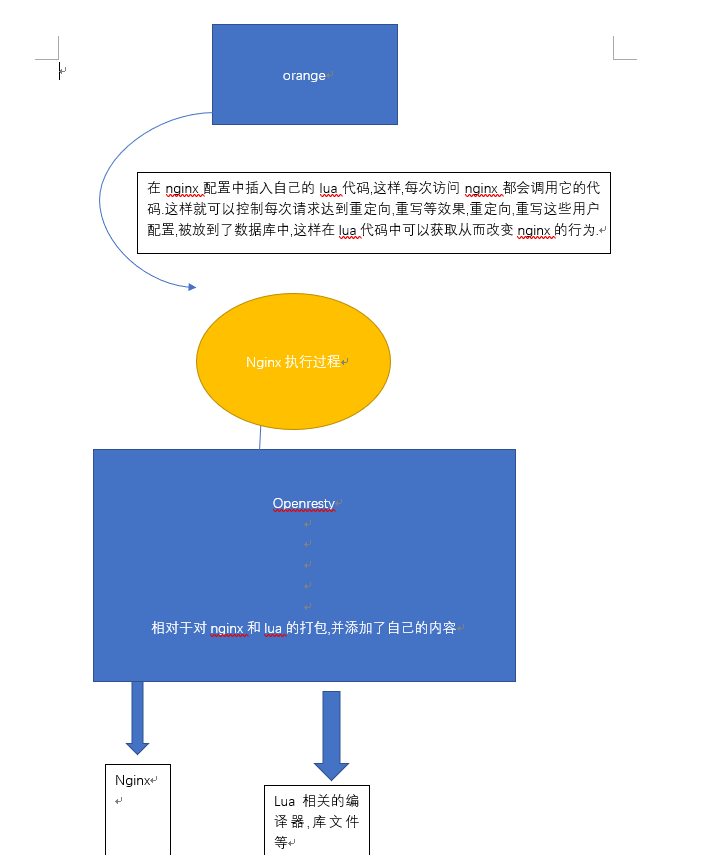 orange
在 nginx 配置中插入自己的 lua 代码,这样,每次访问 nginx 都会调用它的代
码.这样就可以控制每次请求达到重定向,重写等效果,重定向,重写这些用户
配置,被放到了数据库中,这样在 lua 代码中可以获取从而改变 nginx 的行为.
Nginx 执行过程
Openresty
相对于对 nginx 和 lua 的打包,并添加了自己的内容
Nginx
Lua 相关的编
译器,库文件
等